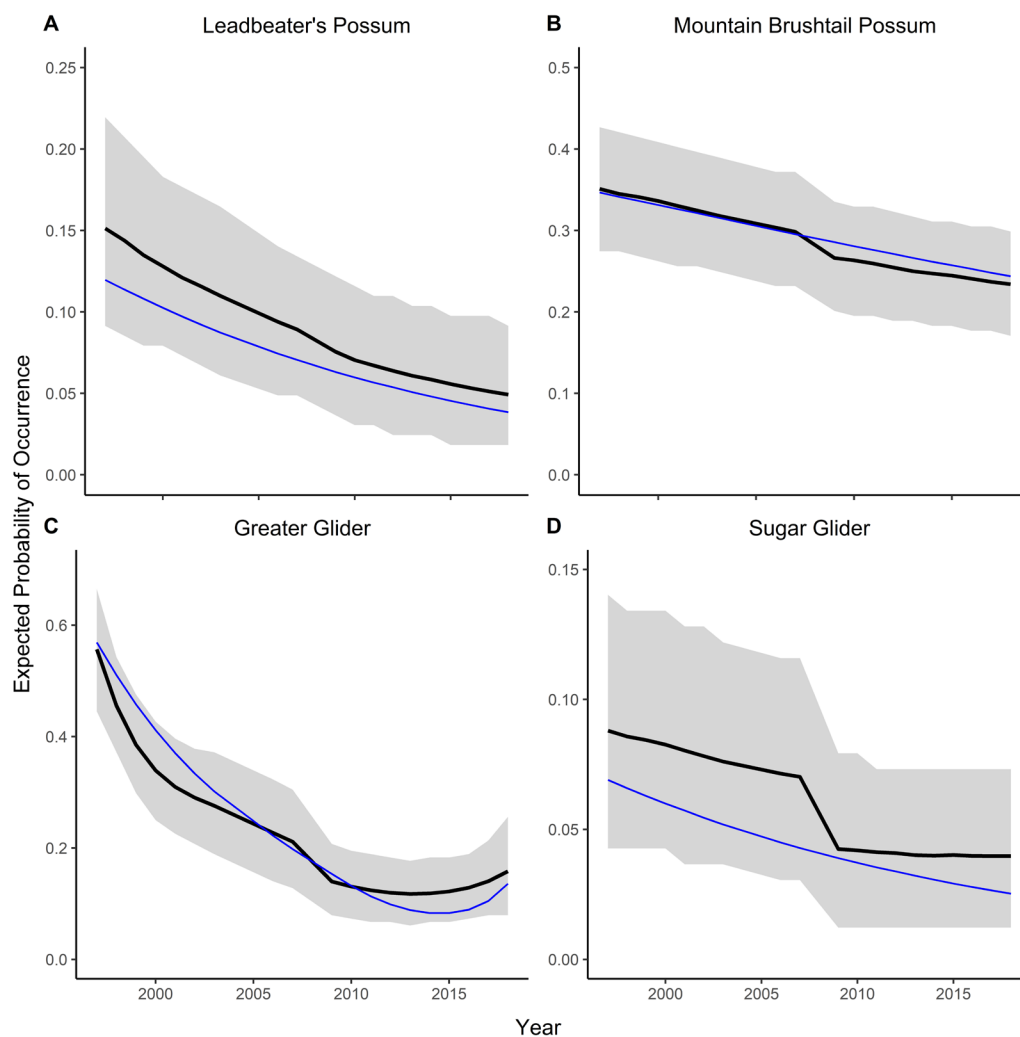 A Leadbeater's Possum
B Mountain Brushtail Possum
0.25
0.20
0.15
0.10
0.05
0.00
0.5
0.4
0.3
0.2
0.1
0.0
Expected Probability of Occurrence
C Greater Glider
D Sugar Glider
0.6
0.4
0.2
0.0
2000 2005 2010 2015
0.15
0.10
0.05
0.00
2000 2005 2010 2015
Year